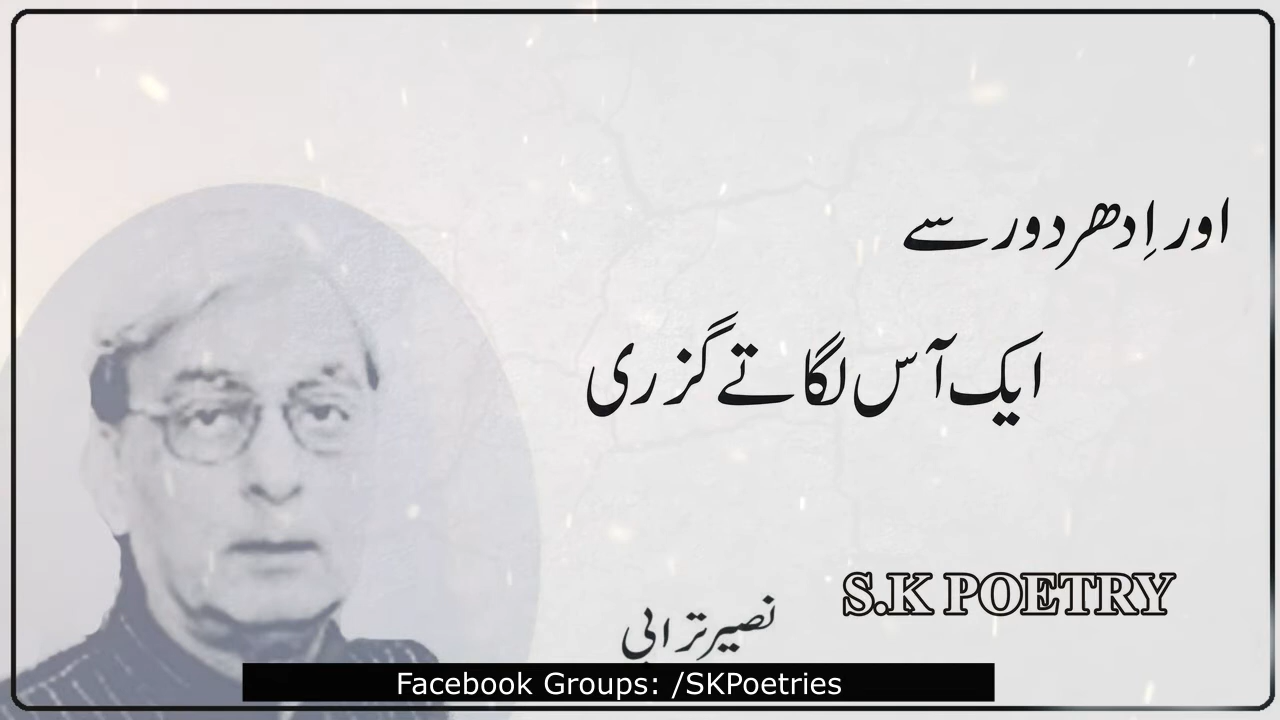 اور اِدھر دور سے
ایک آس لگاتے گزری
S.K POETRY
نصیر ترابی
Facebook Groups: /SKPoetries